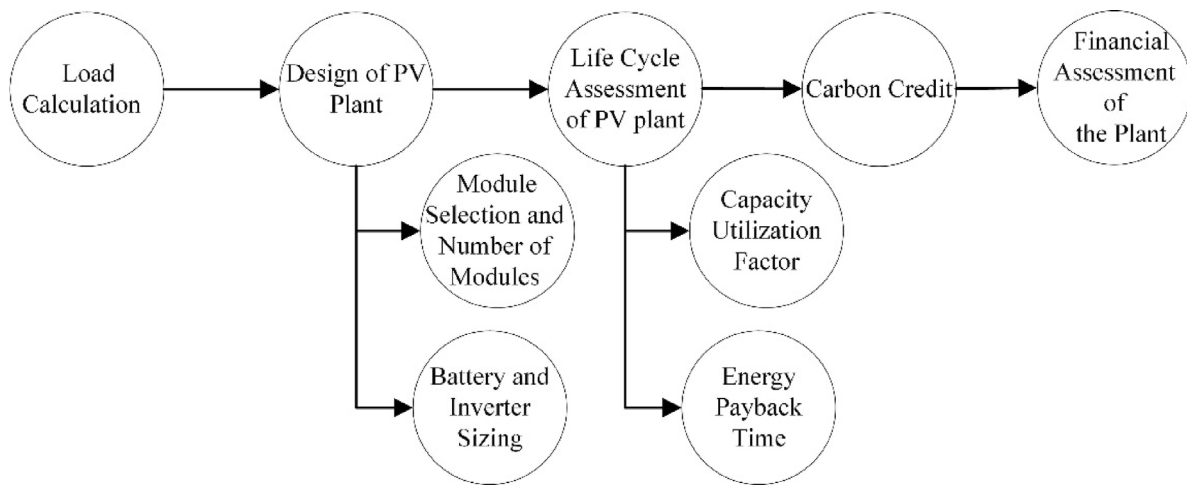 Load
Calculation
Design of PV
Plant
Life Cycle
Assessment
of PV plant
Carbon Credit
Financial
Assessment
of
the Plant
Module
Selection and
Number of
Modules
Capacity
Utilization
Factor
Battery and
Inverter
Sizing
Energy
Payback
Time